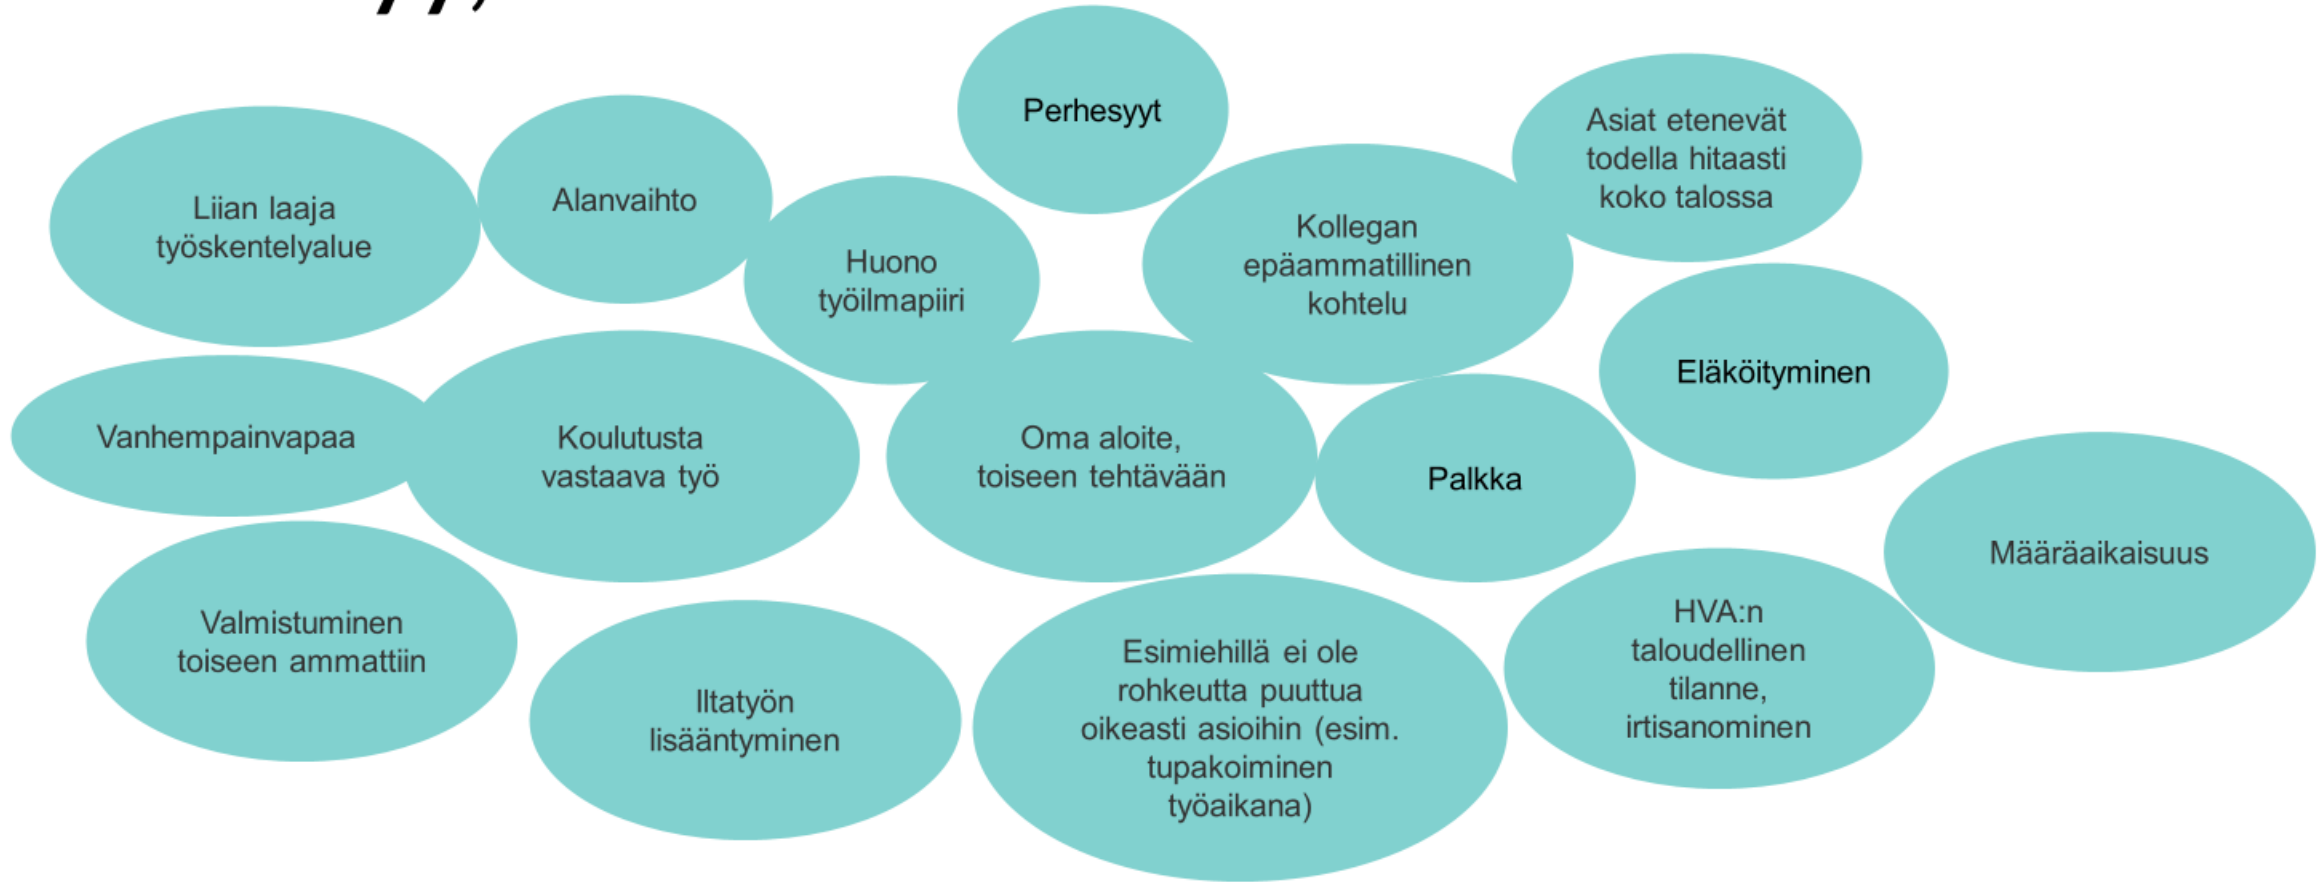 Perhesyyt
Asiat etenevät
todella hitaasti
koko talossa
Liian laaja
työskentelyalue
Alanvaihto
Huono
työilmapiiri
Kollegan
epäammatillinen
kohtelu
Eläköityminen
Vanhempainvapaa
Koulutusta
vastaava työ
Oma aloite,
toiseen tehtävään
Palkka
Määräaikaisuus
Valmistuminen
toiseen ammattiin
Iltatyön
lisääntyminen
Esimiehillä ei ole
rohkeutta puuttua
oikeasti asioihin (esim.
tupakoiminen
työaikana)
HVA:n
taloudellinen
tilanne,
irtisanominen